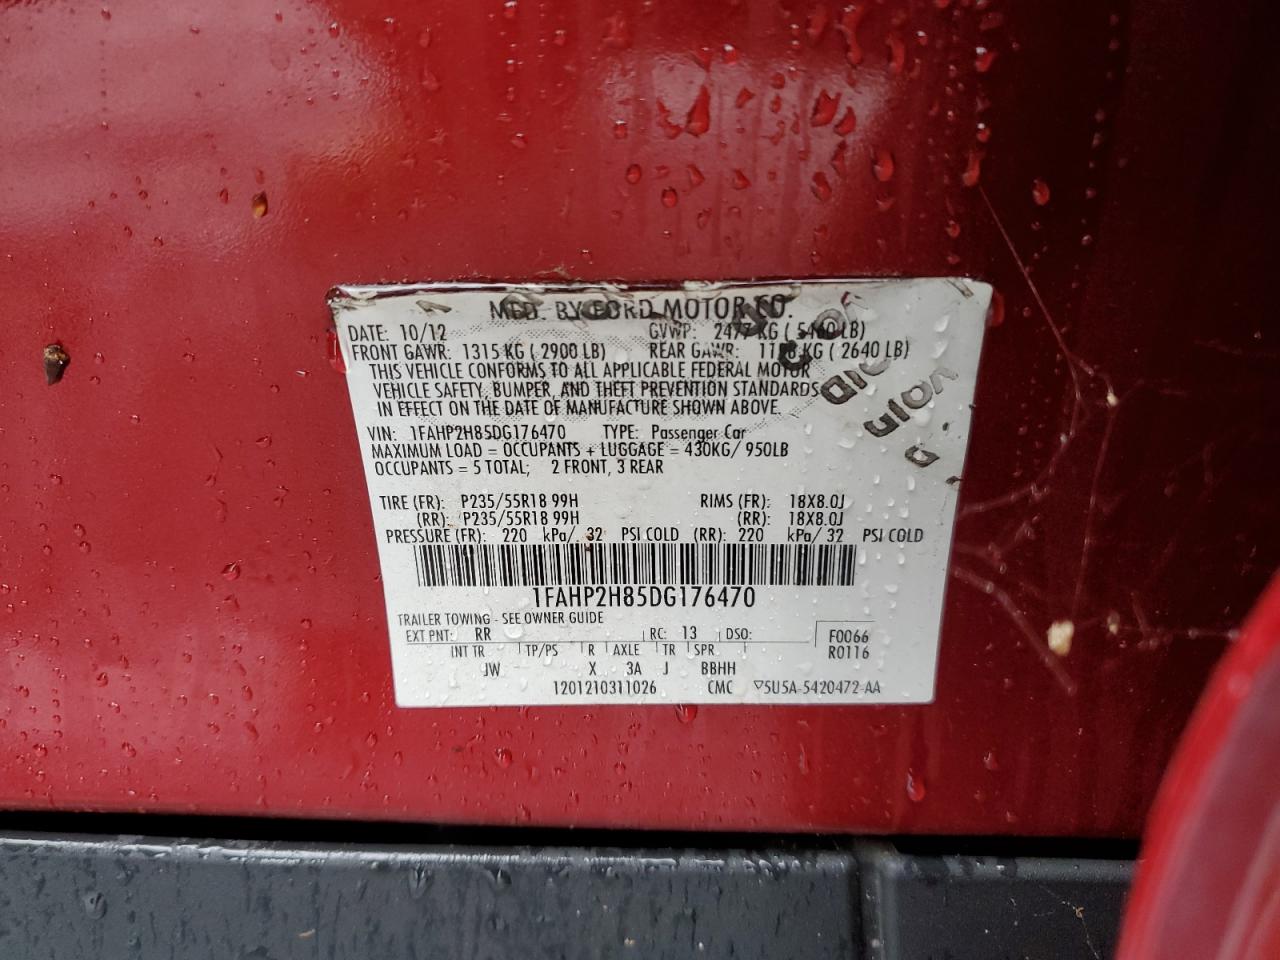 MFD. BY FORD MOTOR CO.
DATE: 10/12 GVWR: 2477 KG ( 5460 LB)
FRONT GAWR: 1315 KG ( 2900 LB) REAR GAWR: KG ( 2640 LB)
THIS VEHICLE CONFORMS TO ALL APPLICABLE FEDERAL MOTOR
VEHICLE SAFETY, BUMPER, AND THEFT PREVENTION STANDARDS
IN EFFECT ON THE DATE OF MANUFACTURE SHOWN ABOVE.
VOID
VOID
VIN: 1FAHP2H85DG176470 TYPE: Passenger Car
MAXIMUM LOAD = OCCUPANTS + LUGGAGE = 430KG/ 950LB
OCCUPANTS = 5 TOTAL; 2 FRONT, 3 REAR
TIRE (FR): P235/55R18 99H RIMS (FR): 18X8.0J
(RR): P235/55R18 99H (RR): 18X8.0J
PRESSURE (FR): 220 kPa/ 32 PSI COLD (RR): 220 kPa/ 32 PSI COLD
1FAHP2H85DG176470
TRAILER TOWING - SEE OWNER GUIDE
EXT PNT: RR RC: 13 DSO: F0066
INT TR TP/PS R AXLE TR SPR R0116
JW X 3A J BBHH
1201210311026 CMC ▽5U5A-5420472-AA